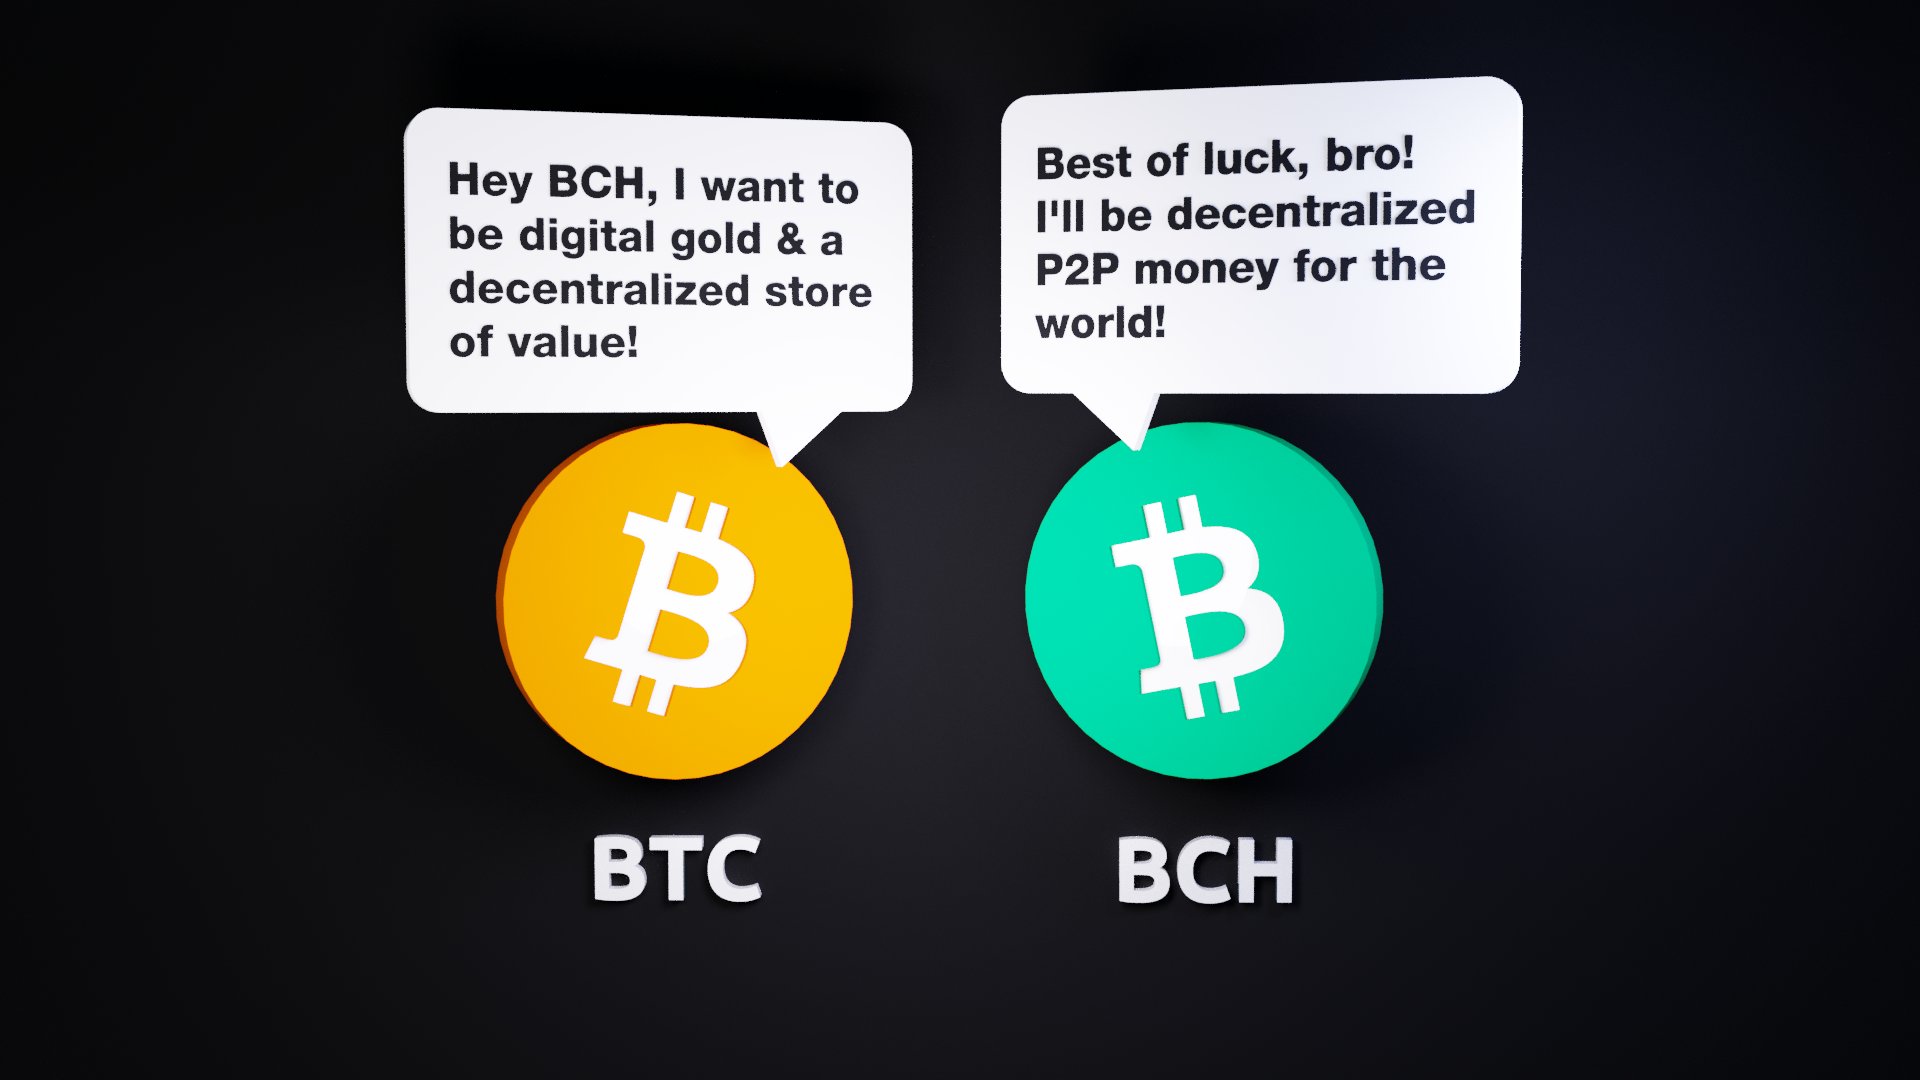 Hey BCH, I want to
be digital gold & a
decentralized store
of value!
Best of luck, bro!
I'll be decentralized
P2P money for the
world!
BTC
BCH